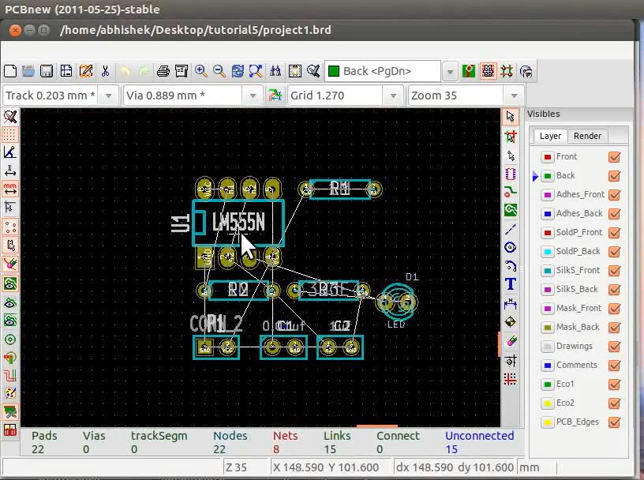 PCBnew (2011-05-25)-stable
/home/abhishek/Desktop/tutorial5/project1.brd
Back <PgDn>
Track 0.203 mm * Via 0.889 mm * Grid 1.270 Zoom 35
Visibles
Layer Render
Front
Back
Adhes_Front
Adhes_Back
SoldP_Front
SoldP_Back
SilkS_Front
SilkS_Back
Mask_Front
Mask_Back
Drawings
Comments
Eco1
Eco2
PCB_Edges
R1
U1
LM555N
D1
R2
LED
P1
C1
C2
Pads Vias trackSegm Nodes Nets Links Connect Unconnected
22 0 0 22 8 15 0 15
Z 35 X 148.590 Y 101.600 dx 148.590 dy 101.600 mm